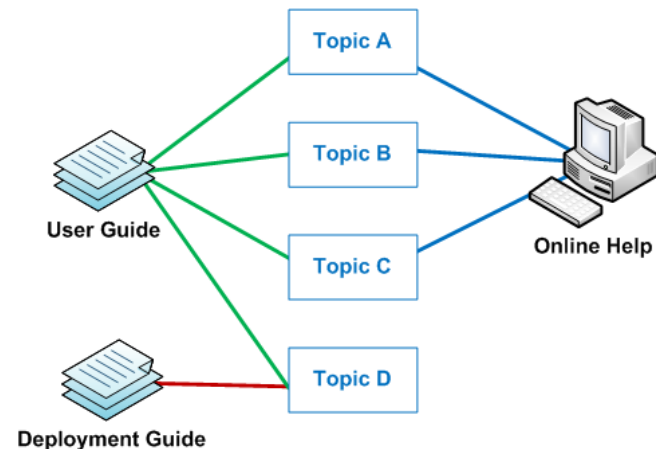 Topic A
Topic B
User Guide
Online Help
Topic C
Topic D
Deployment Guide